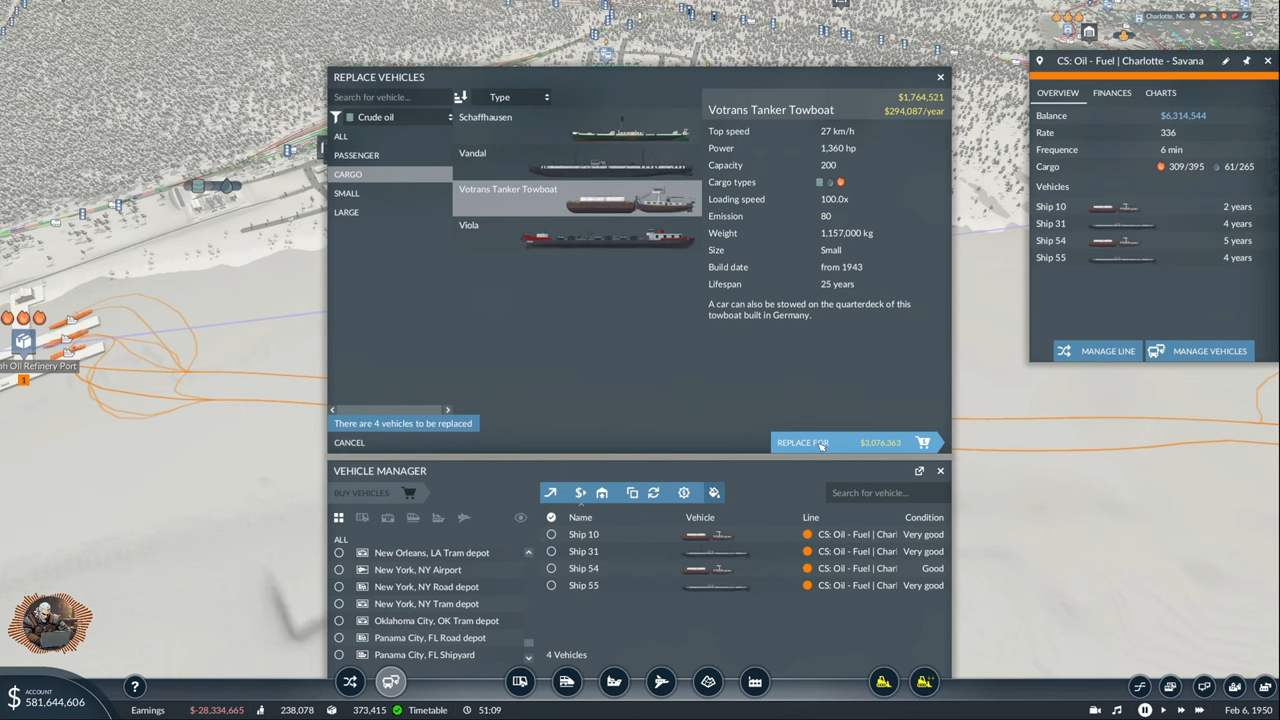 Charlotte, NC
REPLACE VEHICLES
Search for vehicle...
Type
Crude oil
ALL
PASSENGER
CARGO
SMALL
LARGE
Schaffhausen
Vandal
Votrans Tanker Towboat
Viola
$1,764,521
Votrans Tanker Towboat
$294,087/year
Top speed 27 km/h
Power 1,360 hp
Capacity 200
Cargo types
Loading speed 100.0x
Emission 80
Weight 1,157,000 kg
Size Small
Build date from 1943
Lifespan 25 years
A car can also be stowed on the quarterdeck of this
towboat built in Germany.
There are 4 vehicles to be replaced
CANCEL
REPLACE FOR $3,076,363
CS: Oil - Fuel | Charlotte - Savana
OVERVIEW FINANCES CHARTS
Balance $6,314,544
Rate 336
Frequence 6 min
Cargo 309/395 61/265
Vehicles
Ship 10 2 years
Ship 31 4 years
Ship 54 5 years
Ship 55 4 years
MANAGE LINE MANAGE VEHICLES
Oil Refinery Port
1
VEHICLE MANAGER
BUY VEHICLES
Search for vehicle...
ALL
New Orleans, LA Tram depot
New York, NY Airport
New York, NY Road depot
New York, NY Tram depot
Oklahoma City, OK Tram depot
Panama City, FL Road depot
Panama City, FL Shipyard
Name Vehicle Line Condition
Ship 10 CS: Oil - Fuel | Charl Very good
Ship 31 CS: Oil - Fuel | Charl Very good
Ship 54 CS: Oil - Fuel | Charl Good
Ship 55 CS: Oil - Fuel | Charl Very good
4 Vehicles
$ ACCOUNT
581,644,606
?
Earnings $-28,334,665 238,078 373,415 Timetable 51:09
Feb 6, 1950